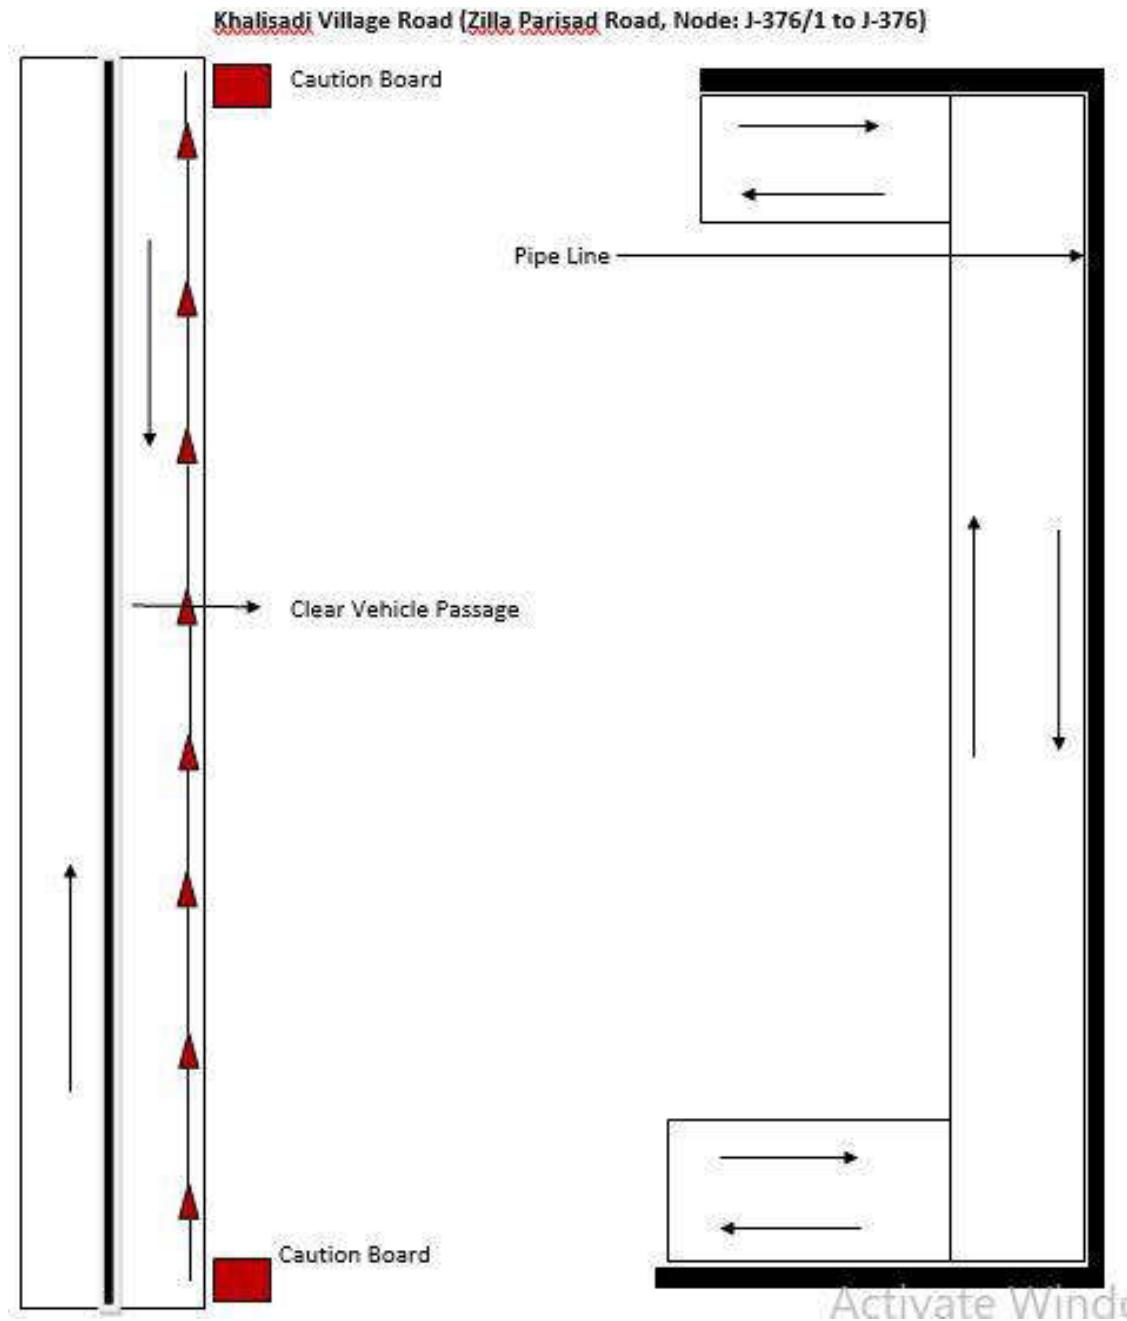 Khalisadi Village Road (Zilla Parisad Road, Node: J-376/1 to J-376)
Caution Board
Pipe Line
Clear Vehicle Passage
Caution Board
Activate Windo